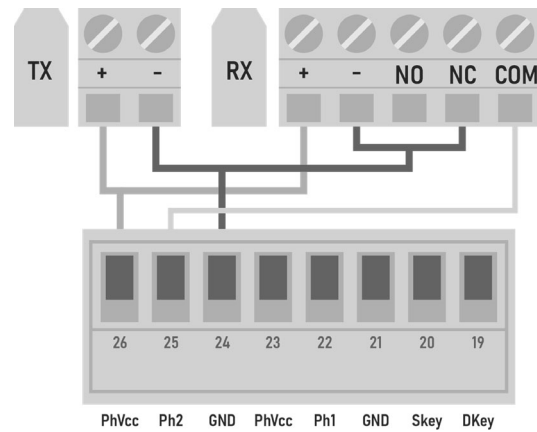 TX + - RX + - NO NC COM
26 25 24 23 22 21 20 19
PhVcc Ph2 GND PhVcc Ph1 GND Skey DKey